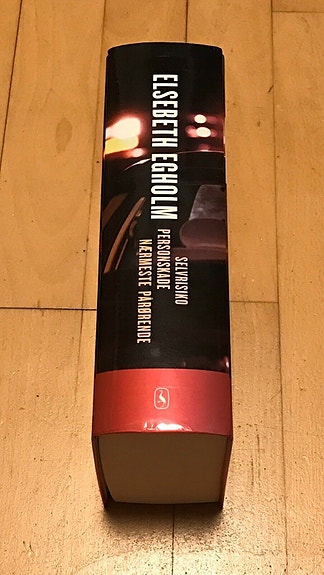 ELSEBETH EGHOLM
SELVRISIKO
PERSONSKADE
NÆRMESTE PÅRØRENDE